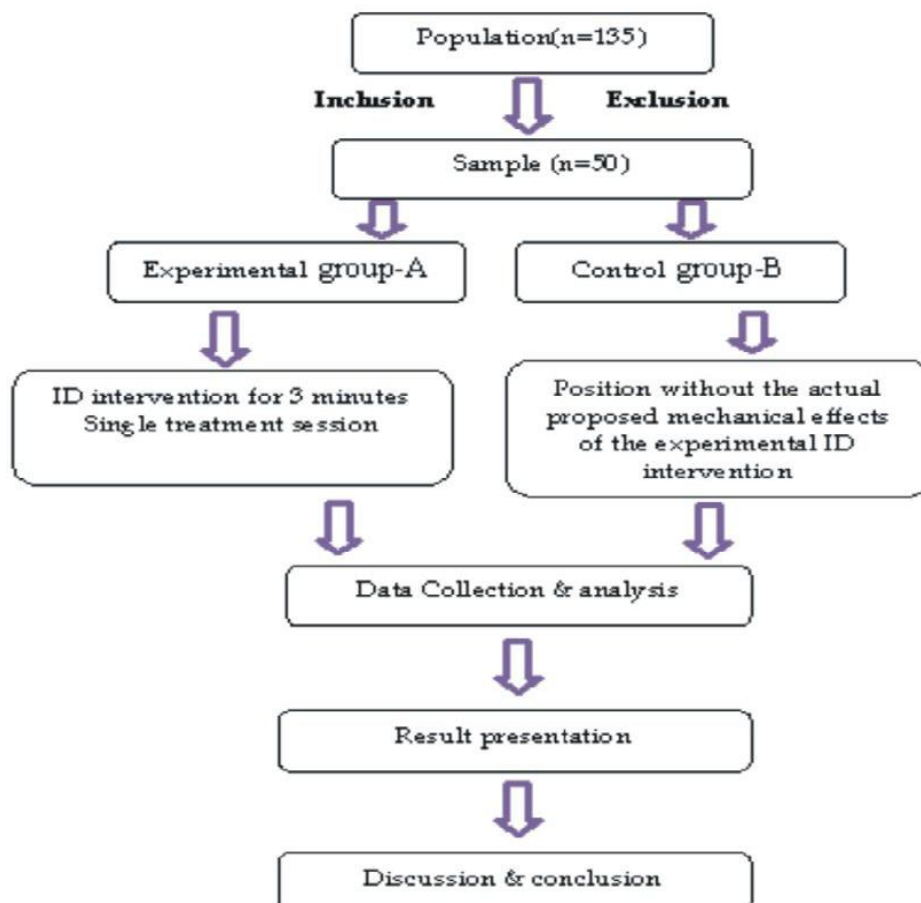 Population(n=135)
Inclusion
Exclusion
Sample (n=50)
Experimental group-A
Control group-B
ID intervention for 3 minutes
Single treatment session
Position without the actual
proposed mechanical effects
of the experimental ID
intervention
Data Collection & analysis
Result presentation
Discussion & conclusion